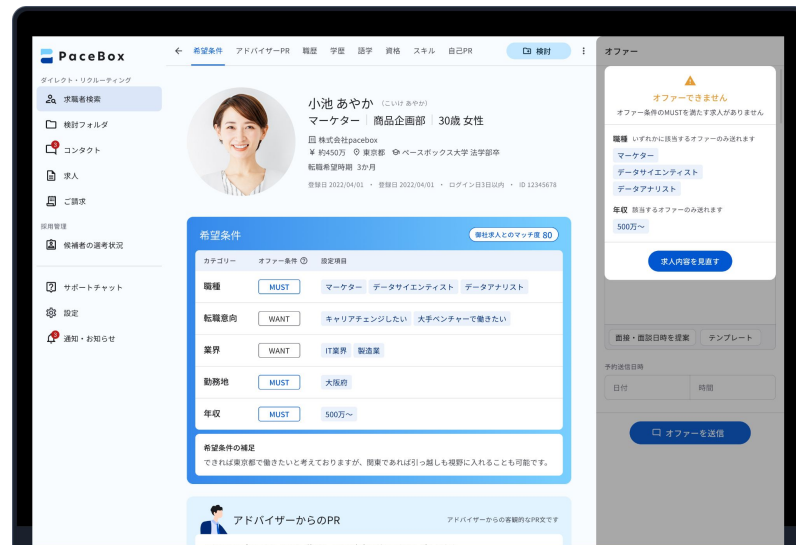 PaceBox
ダイレクト・リクルーティング
求職者検索
検討フォルダ
コンタクト
求人
ご請求
採用管理
候補者の選考状況
サポートチャット
設定
通知・お知らせ
希望条件 アドバイザーPR 職歴 学歴 語学 資格 スキル 自己PR 検討
小池 あやか (こいけ あやか)
マーケター 商品企画部 30歳 女性
株式会社pacebox
¥ 約450万 東京都 ペースボックス大学 法学部卒
転職希望時期 3か月
登録日 2022/04/01 ・ 登録日 2022/04/01 ・ ログイン日3日以内 ・ ID 12345678
希望条件 御社求人とのマッチ度 80
カテゴリー オファー条件 設定項目
職種 MUST マーケター データサイエンティスト データアナリスト
転職意向 WANT キャリアチェンジしたい 大手ベンチャーで働きたい
業界 WANT IT業界 製造業
勤務地 MUST 大阪府
年収 MUST 500万〜
希望条件の補足
できれば東京都で働きたいと考えておりますが、関東であれば引っ越しも視野に入れることも可能です。
アドバイザーからのPR アドバイザーからの客観的なPR文です
オファー
オファーできません
オファー条件のMUSTを満たす求人がありません
職種 いずれかに該当するオファーのみ送れます
マーケター
データサイエンティスト
データアナリスト
年収 該当するオファーのみ送れます
500万〜
求人内容を見直す
面接・面談日時を提案 テンプレート
予約送信日時
日付 時間
オファーを送信